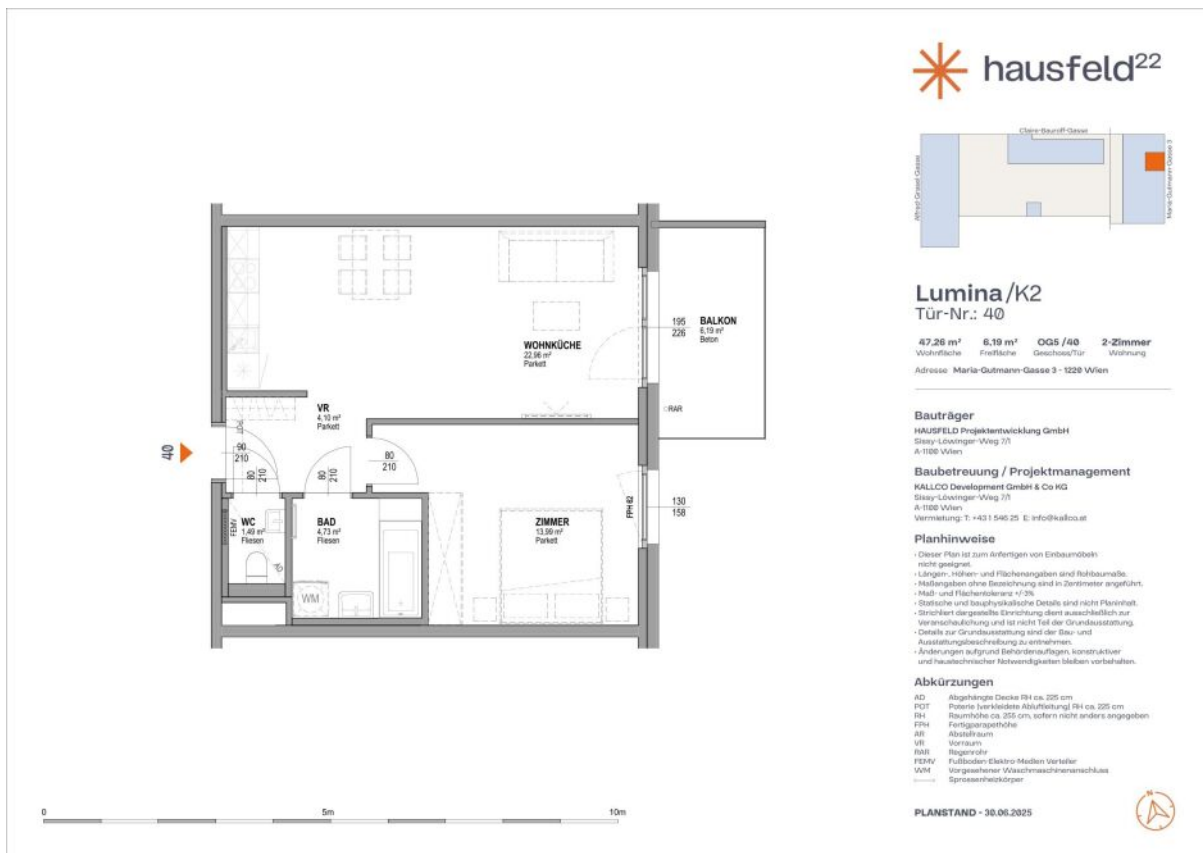 hausfeld²²
Claire-Bauroff-Gasse
Alfred-Grasel-Gasse
Maria-Gutmann-Gasse 3
Lumina/K2
Tür-Nr.: 40
47,26 m² 6,19 m² OG5 /40 2-Zimmer
Wohnfläche Freifläche Geschoss/Tür Wohnung
Adresse Maria-Gutmann-Gasse 3 - 1220 Wien
Bauträger
HAUSFELD Projektentwicklung GmbH
Sissy-Löwinger-Weg 7/1
A-1100 Wien
Baubetreuung / Projektmanagement
KALLCO Development GmbH & Co KG
Sissy-Löwinger-Weg 7/1
A-1100 Wien
Vermietung: T: +43 1 546 25 E: info@kallco.at
Planhinweise
- Dieser Plan ist zum Anfertigen von Einbaumöbeln
nicht geeignet.
- Längen-, Höhen- und Flächenangaben sind Rohbaumaße.
- Maßangaben ohne Bezeichnung sind in Zentimeter angeführt.
- Maß- und Flächentoleranz +/-3%
- Statische und bauphysikalische Details sind nicht Planinhalt.
- Strichliert dargestellte Einrichtung dient ausschließlich zur
Veranschaulichung und ist nicht Teil der Grundausstattung.
- Details zur Grundausstattung sind der Bau- und
Ausstattungsbeschreibung zu entnehmen.
- Änderungen aufgrund Behördenauflagen, konstruktiver
und haustechnischer Notwendigkeiten bleiben vorbehalten.
Abkürzungen
AD Abgehängte Decke RH ca. 225 cm
POT Poterie (verkleidete Abluftleitung) RH ca. 225 cm
RH Raumhöhe ca. 255 cm, sofern nicht anders angegeben
FPH Fertigparapethöhe
AR Abstellraum
VR Vorraum
RAR Regenrohr
FEMV Fußboden-Elektro-Medien Verteiler
WM Vorgesehener Waschmaschinenanschluss
Sprossenheizkörper
PLANSTAND - 30.06.2025
N
WOHNKÜCHE
22,96 m²
Parkett
195
226
BALKON
6,19 m²
Beton
RAR
VR
4,10 m²
Parkett
POT
40
90
210
80
210
80
210
80
210
FEMV
WC
1,49 m²
Fliesen
AD
BAD
4,73 m²
Fliesen
WM
ZIMMER
13,99 m²
Parkett
FPH 62
130
158
0 5m 10m